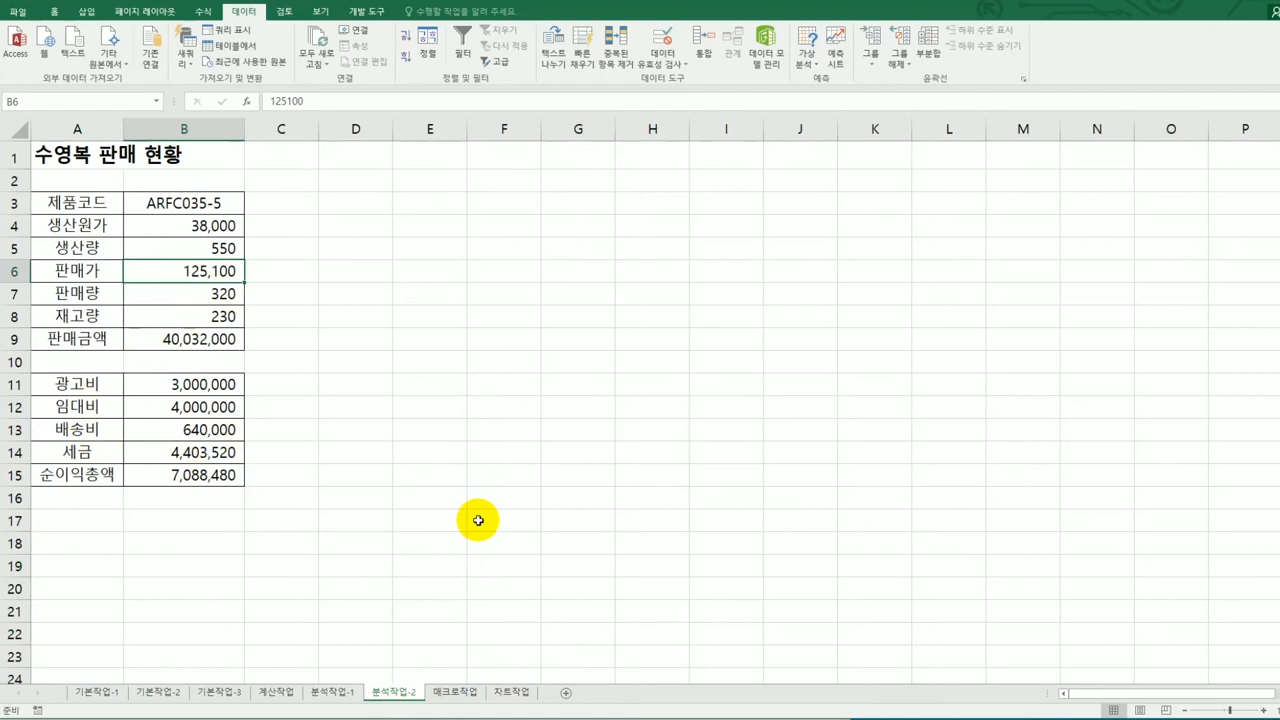 파일 홈 삽입 페이지 레이아웃 수식 데이터 검토 보기 개발 도구 수행할 작업을 알려 주세요.
Access 웹 텍스트 기타 원본에서 기존 연결
외부 데이터 가져오기
새 쿼리 쿼리 표시 테이블에서 최근에 사용한 원본
가져오기 및 변환
모두 새로 고침 연결 속성 연결 편집
연결
정렬 필터 지우기 다시 적용 고급
정렬 및 필터
텍스트 나누기 빠른 채우기 중복된 항목 제거 데이터 유효성 검사 통합 관계 데이터 모델 관리
데이터 도구
가상 분석 예측 시트
예측
그룹 그룹 해제 부분합 하위 수준 표시 하위 수준 숨기기
윤곽선
B6 fx 125100
A B C D E F G H I J K L M N O P
1 수영복 판매 현황
2
3 제품코드 ARFC035-5
4 생산원가 38,000
5 생산량 550
6 판매가 125,100
7 판매량 320
8 재고량 230
9 판매금액 40,032,000
10
11 광고비 3,000,000
12 임대비 4,000,000
13 배송비 640,000
14 세금 4,403,520
15 순이익총액 7,088,480
16
17
18
19
20
21
22
23
24
기본작업-1 기본작업-2 기본작업-3 계산작업 분석작업-1 분석작업-2 매크로작업 차트작업
준비